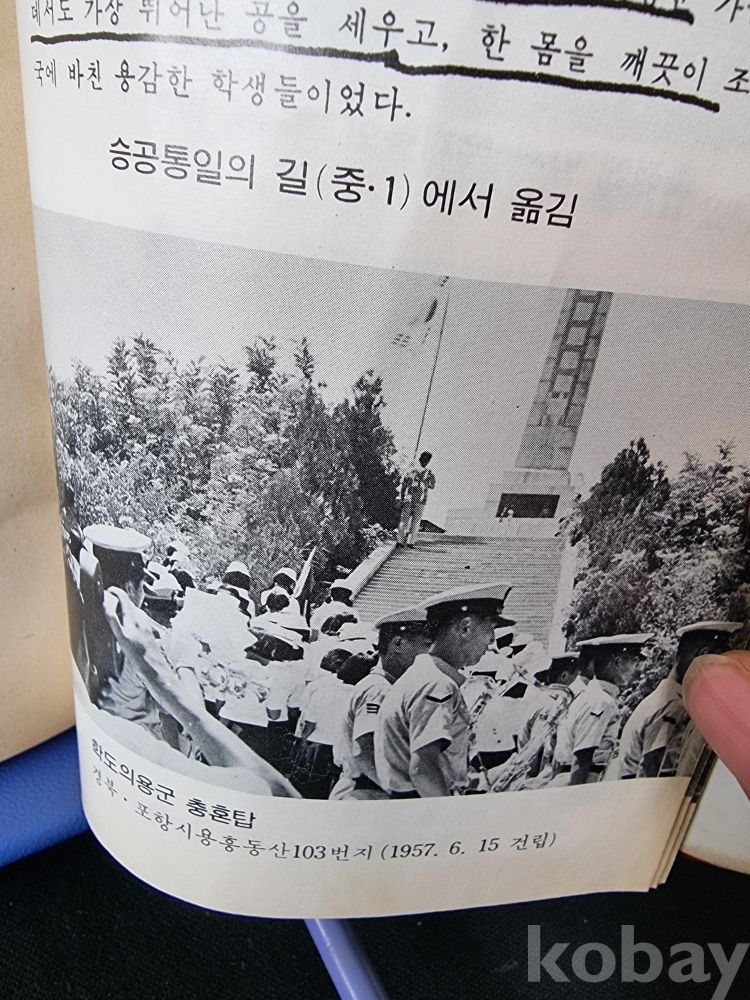 데서도 가상 뛰어난 공을 세우고, 한 몸을 깨끗이 조
국에 바친 용감한 학생들이었다.
승공통일의 길(중·1)에서 옮김
학도의용군 충혼탑
경북·포항시용흥동산103번지 (1957. 6. 15 건립)
kobay